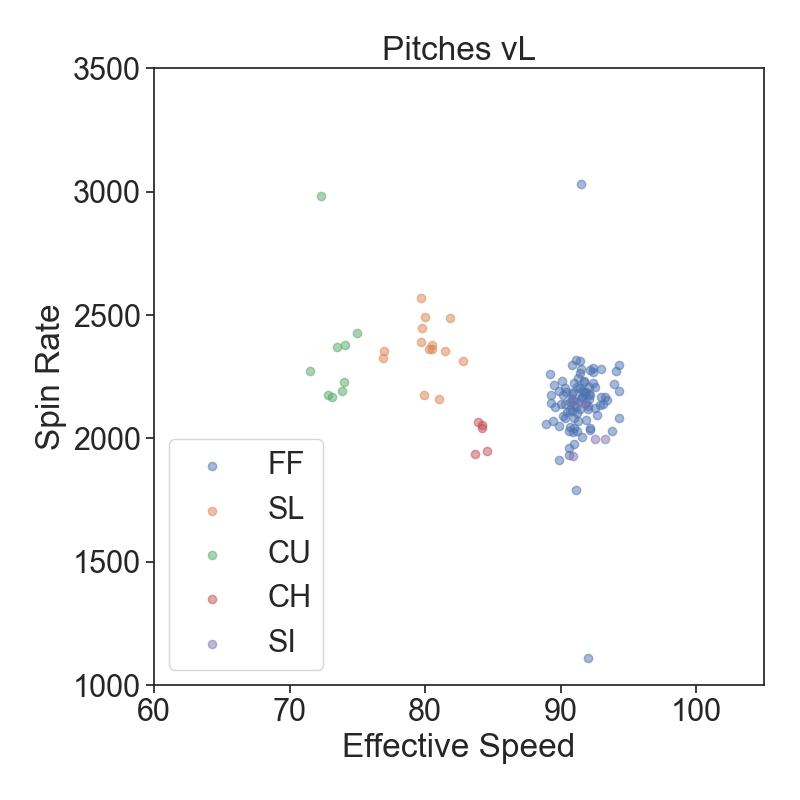 Pitches vL
Spin Rate
3500
3000
2500
2000
1500
1000
FF
SL
CU
CH
SI
60 70 80 90 100
Effective Speed